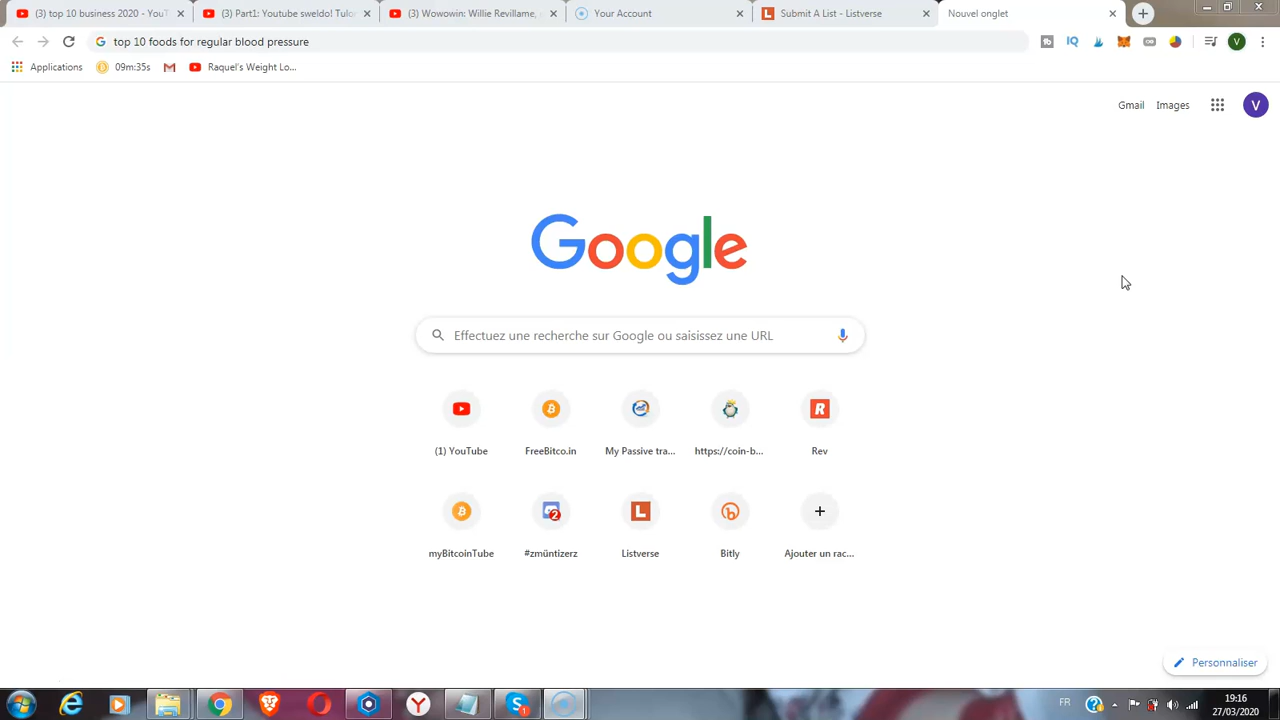 (3) top 10 business 2020 - YouT
(3) Part1: Youtube sweldo! Tutor
(3) Wowowin: Willie Revillame,
Your Account
Submit A List - Listverse
Nouvel onglet
top 10 foods for regular blood pressure
Applications
09m:35s
Raquel's Weight Lo...
Gmail
Images
V
Google
Effectuez une recherche sur Google ou saisissez une URL
(1) YouTube
FreeBitco.in
My Passive tra...
https://coin-b...
Rev
myBitcoinTube
#zmüntizerz
Listverse
Bitly
Ajouter un rac...
Personnaliser
FR
19:16
27/03/2020